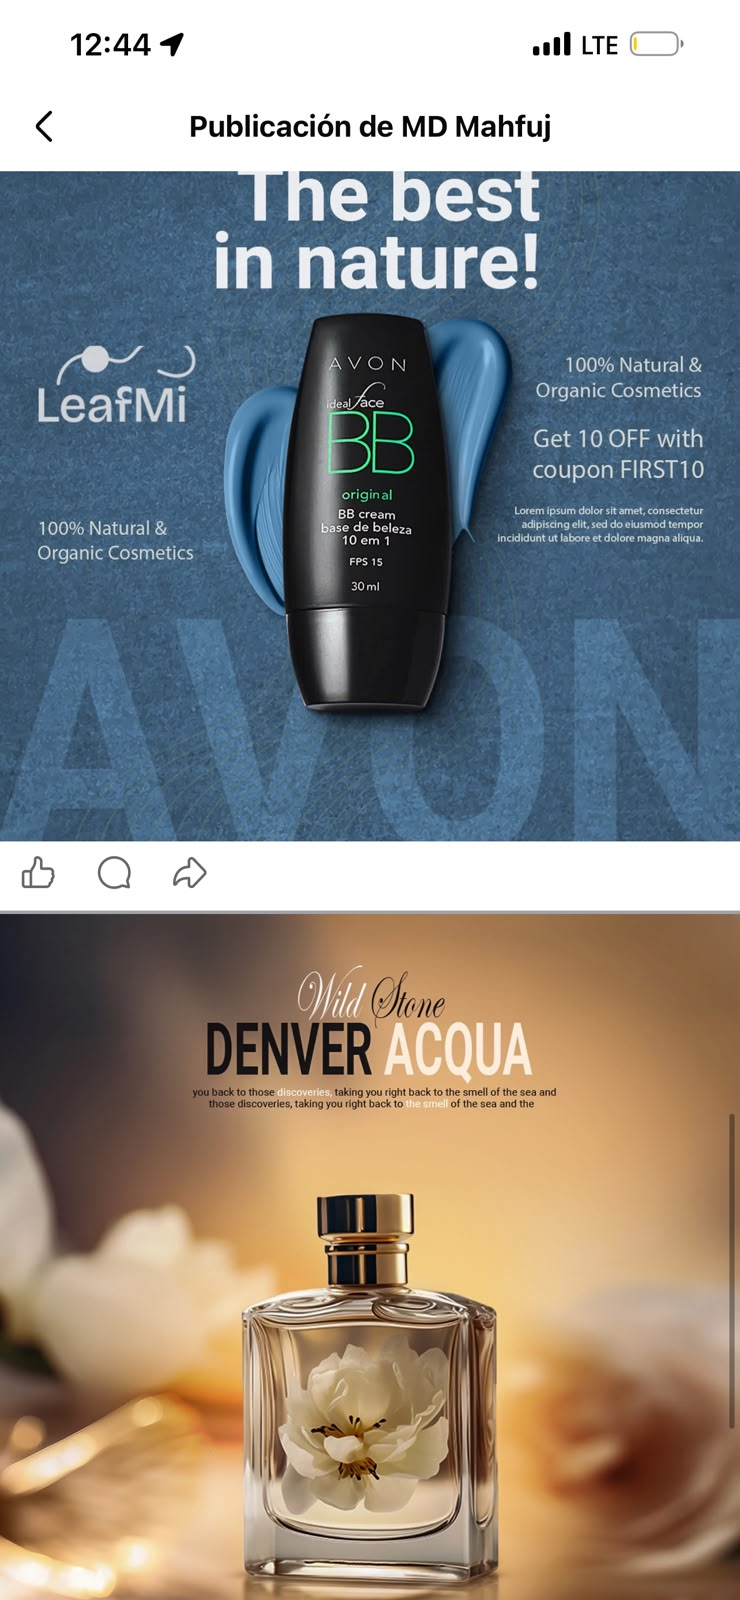 12:44
LTE
Publicación de MD Mahfuj
The best
in nature!
LeafMi
100% Natural &
Organic Cosmetics
AVON
ideal face
BB
original
BB cream
base de beleza
10 em 1
FPS 15
30 ml
100% Natural &
Organic Cosmetics
Get 10 OFF with
coupon FIRST10
Lorem ipsum dolor sit amet, consectetur
adipiscing elit, sed do eiusmod tempor
incididunt ut labore et dolore magna aliqua.
AVON
Wild Stone
DENVER ACQUA
you back to those discoveries, taking you right back to the smell of the sea and
those discoveries, taking you right back to the smell of the sea and the